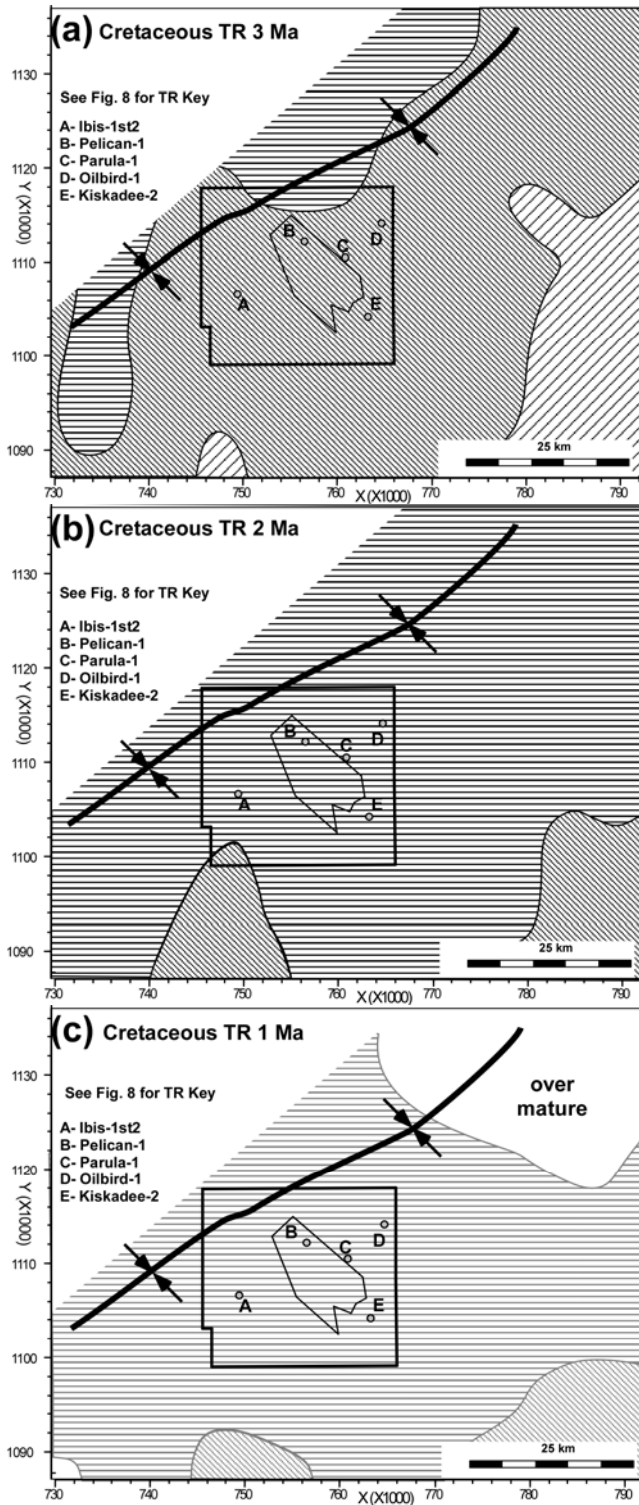 (a) Cretaceous TR 3 Ma
See Fig. 8 for TR Key
A- Ibis-1st2
B- Pelican-1
C- Parula-1
D- Oilbird-1
E- Kiskadee-2
1130
1120
1110
1100
1090
Y (X1000)
A
B
C
D
E
25 km
730
740
750
760
770
780
790
X(X1000)
(b) Cretaceous TR 2 Ma
See Fig. 8 for TR Key
A- Ibis-1st2
B- Pelican-1
C- Parula-1
D- Oilbird-1
E- Kiskadee-2
1130
1120
1110
1100
1090
Y (X1000)
A
B
C
D
E
25 km
730
740
750
760
770
780
790
X(X1000)
(c) Cretaceous TR 1 Ma
See Fig. 8 for TR Key
A- Ibis-1st2
B- Pelican-1
C- Parula-1
D- Oilbird-1
E- Kiskadee-2
over
mature
1130
1120
1110
1100
1090
Y (X1000)
A
B
C
D
E
25 km
730
740
750
760
770
780
790
X(X1000)